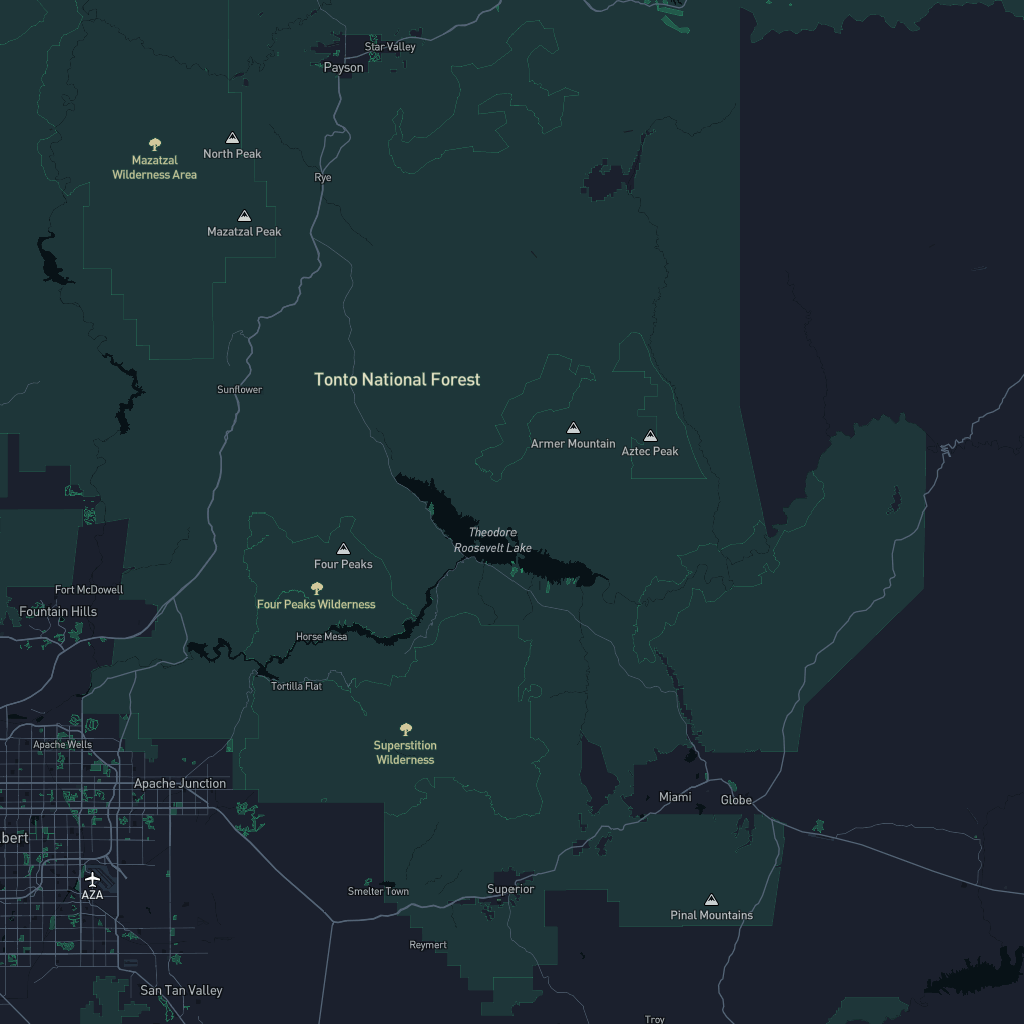 Star Valley
Payson
North Peak
Mazatzal
Wilderness Area
Rye
Mazatzal Peak
Tonto National Forest
Sunflower
Armer Mountain
Aztec Peak
Theodore
Roosevelt Lake
Four Peaks
Fort McDowell
Four Peaks Wilderness
Fountain Hills
Horse Mesa
Tortilla Flat
Superstition
Wilderness
Apache Wells
Apache Junction
Miami
Globe
lbert
AZA
Smelter Town
Superior
Pinal Mountains
Reymert
San Tan Valley
Troy